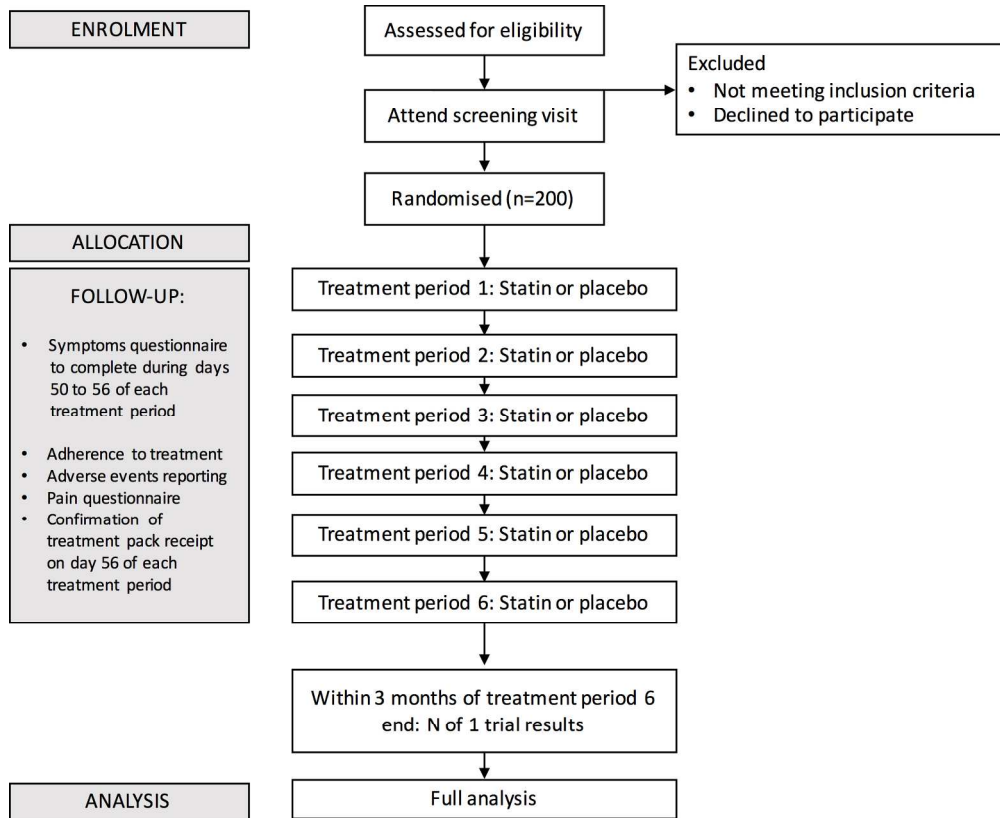 ENROLMENT
Assessed for eligibility
Excluded
• Not meeting inclusion criteria
• Declined to participate
Attend screening visit
Randomised (n=200)
ALLOCATION
FOLLOW-UP:
• Symptoms questionnaire
to complete during days
50 to 56 of each
treatment period
• Adherence to treatment
• Adverse events reporting
• Pain questionnaire
• Confirmation of
treatment pack receipt
on day 56 of each
treatment period
Treatment period 1: Statin or placebo
Treatment period 2: Statin or placebo
Treatment period 3: Statin or placebo
Treatment period 4: Statin or placebo
Treatment period 5: Statin or placebo
Treatment period 6: Statin or placebo
Within 3 months of treatment period 6
end: N of 1 trial results
ANALYSIS
Full analysis